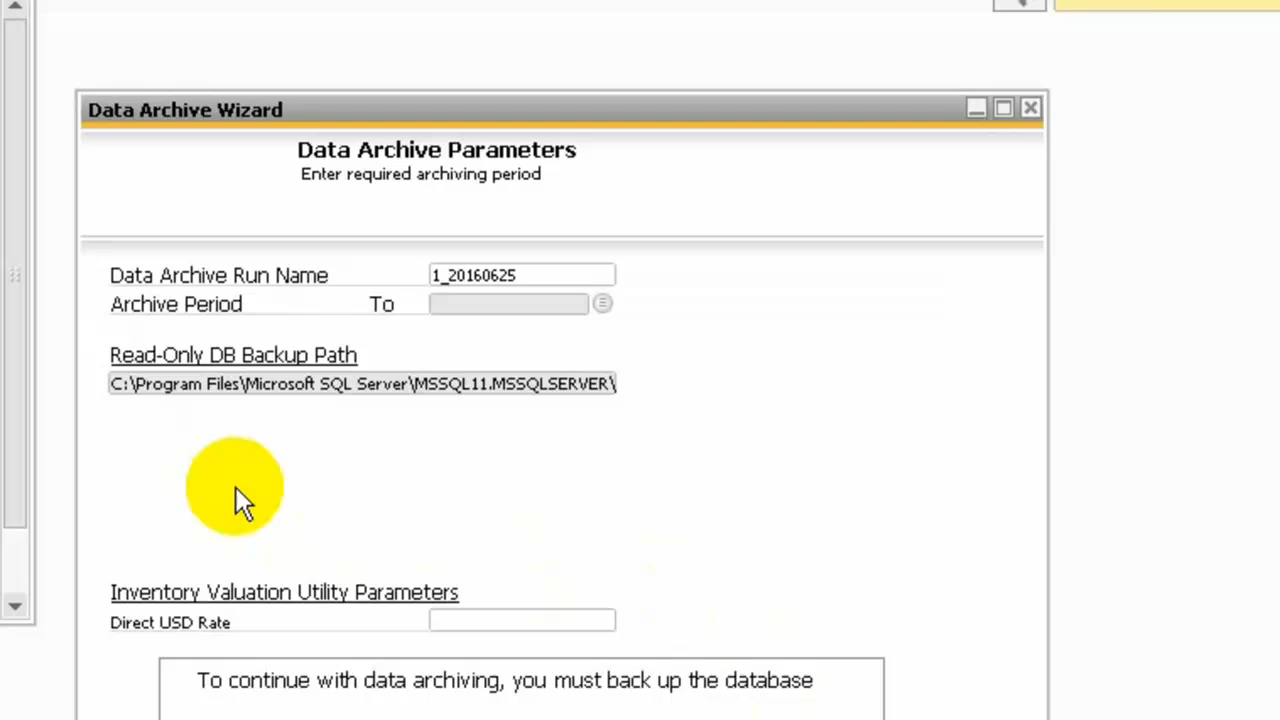 Data Archive Wizard
Data Archive Parameters
Enter required archiving period
Data Archive Run Name 1_20160625
Archive Period To
Read-Only DB Backup Path
C:\Program Files\Microsoft SQL Server\MSSQL11.MSSQLSERVER\
Inventory Valuation Utility Parameters
Direct USD Rate
To continue with data archiving, you must back up the database